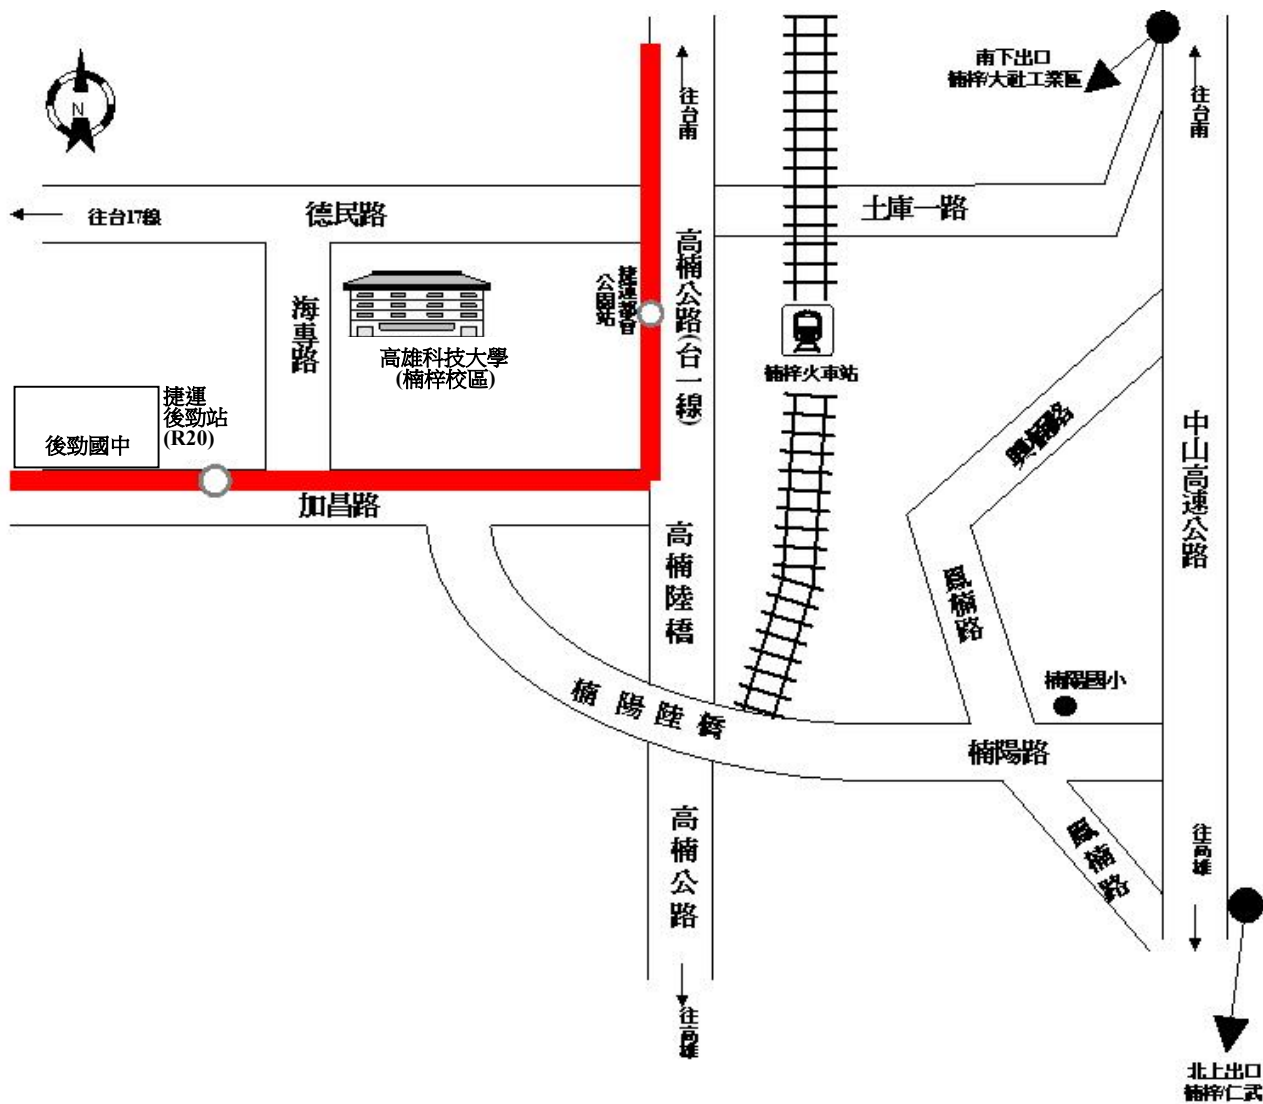 N
南下出口
楠梓/大社工業區
往台南
往台南
往台17線
德民路
土庫一路
高楠公路(台一線)
捷運都會
公園站
海專路
高雄科技大學
(楠梓校區)
楠梓火車站
捷運
後勁站
(R20)
後勁國中
加昌路
興楠路
中山高速公路
高楠陸橋
鳳楠路
楠陽國小
楠陽陸橋
楠陽路
高楠公路
鳳楠路
往高雄
往高雄
北上出口
楠梓/仁武